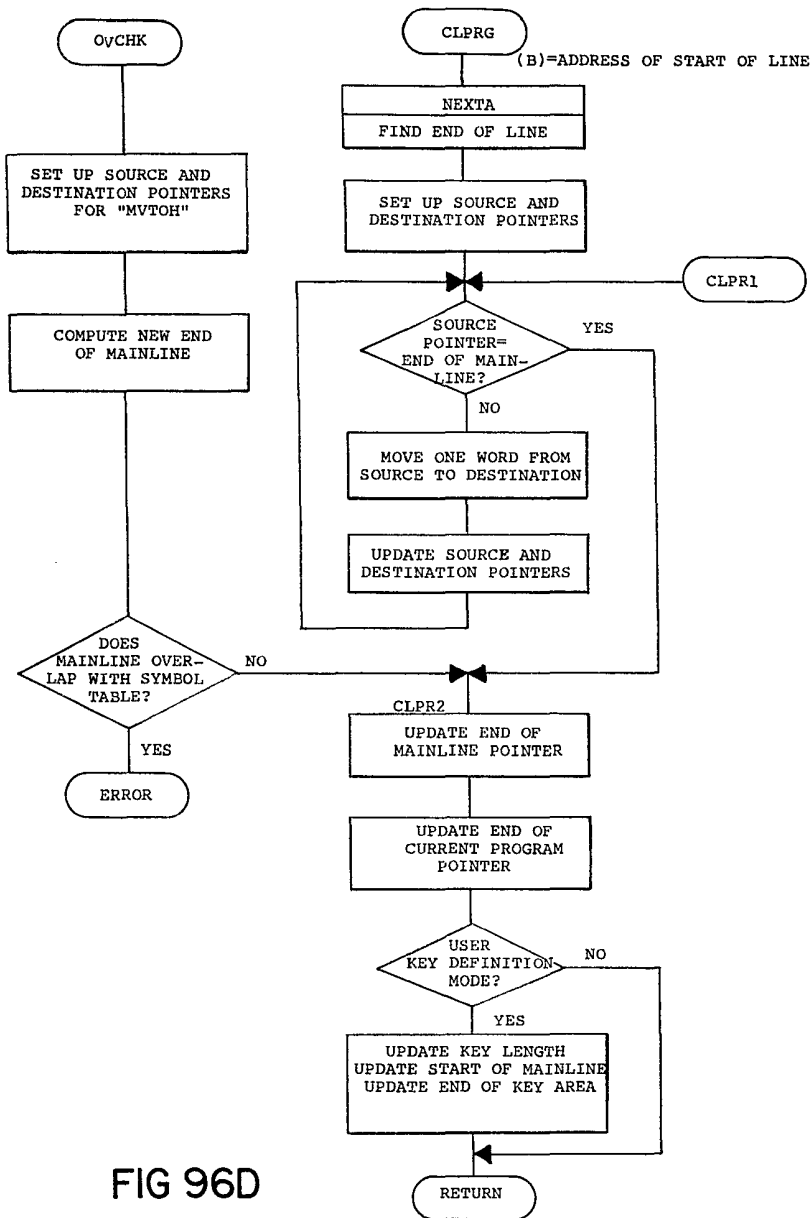 OVCHK
SET UP SOURCE AND
DESTINATION POINTERS
FOR "MVTOH"
COMPUTE NEW END
OF MAINLINE
DOES
MAINLINE OVER-
LAP WITH SYMBOL
TABLE?
NO
YES
ERROR
CLPRG
(B)=ADDRESS OF START OF LINE
NEXTA
FIND END OF LINE
SET UP SOURCE AND
DESTINATION POINTERS
CLPR1
SOURCE
POINTER=
END OF MAIN-
LINE?
YES
NO
MOVE ONE WORD FROM
SOURCE TO DESTINATION
UPDATE SOURCE AND
DESTINATION POINTERS
CLPR2
UPDATE END OF
MAINLINE POINTER
UPDATE END OF
CURRENT PROGRAM
POINTER
USER
KEY DEFINITION
MODE?
NO
YES
UPDATE KEY LENGTH
UPDATE START OF MAINLINE
UPDATE END OF KEY AREA
RETURN
FIG 96D